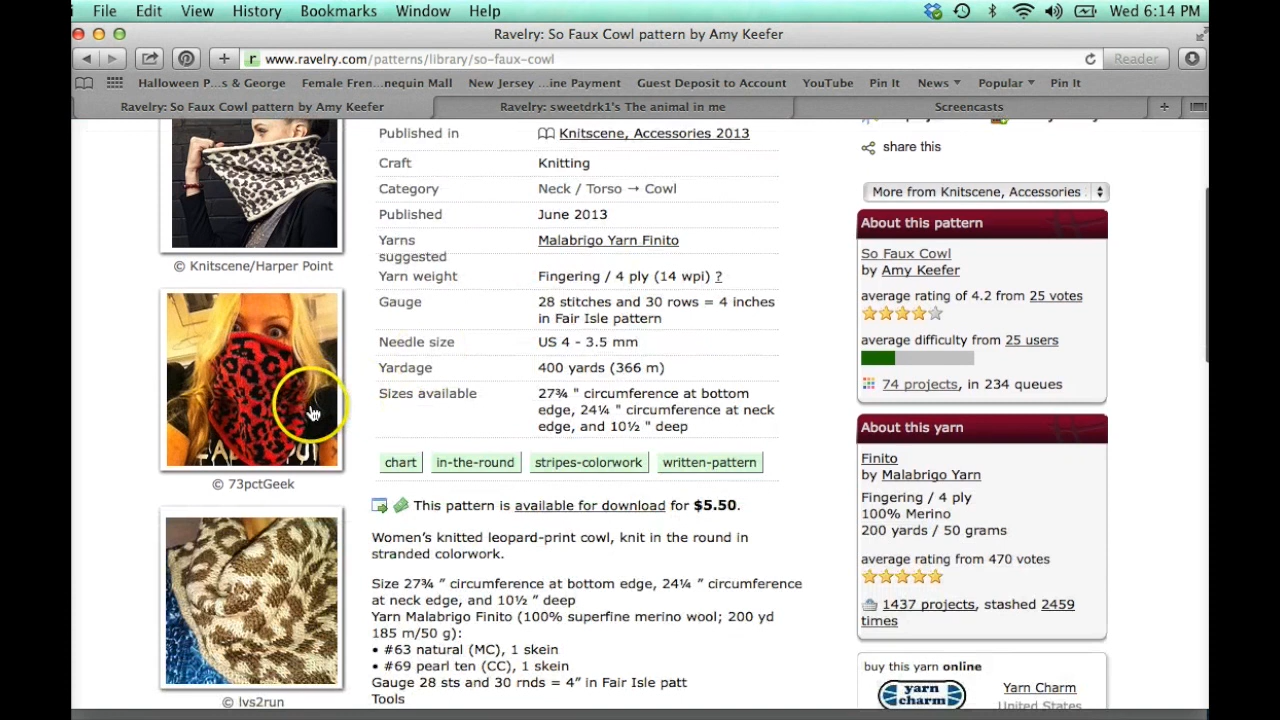 File Edit View History Bookmarks Window Help Wed 6:14 PM
Ravelry: So Faux Cowl pattern by Amy Keefer
www.ravelry.com/patterns/library/so-faux-cowl Reader
Halloween P...s & George Female Fren...nequin Mall New Jersey ...ine Payment Guest Deposit to Account YouTube Pin It News Popular Pin It
Ravelry: So Faux Cowl pattern by Amy Keefer Ravelry: sweetdrk1's The animal in me Screencasts
© Knitscene/Harper Point
© 73pctGeek
© lvs2run
Published in Knitscene, Accessories 2013
Craft Knitting
Category Neck / Torso → Cowl
Published June 2013
Yarns suggested Malabrigo Yarn Finito
Yarn weight Fingering / 4 ply (14 wpi) ?
Gauge 28 stitches and 30 rows = 4 inches
in Fair Isle pattern
Needle size US 4 - 3.5 mm
Yardage 400 yards (366 m)
Sizes available 27¾ " circumference at bottom
edge, 24¼ " circumference at neck
edge, and 10½ " deep
chart in-the-round stripes-colorwork written-pattern
This pattern is available for download for $5.50.
Women's knitted leopard-print cowl, knit in the round in
stranded colorwork.
Size 27¾ " circumference at bottom edge, 24¼ " circumference
at neck edge, and 10½ " deep
Yarn Malabrigo Finito (100% superfine merino wool; 200 yd
185 m/50 g):
• #63 natural (MC), 1 skein
• #69 pearl ten (CC), 1 skein
Gauge 28 sts and 30 rnds = 4" in Fair Isle patt
Tools
share this
More from Knitscene, Accessories
About this pattern
So Faux Cowl
by Amy Keefer
average rating of 4.2 from 25 votes
average difficulty from 25 users
74 projects, in 234 queues
About this yarn
Finito
by Malabrigo Yarn
Fingering / 4 ply
100% Merino
200 yards / 50 grams
average rating from 470 votes
1437 projects, stashed 2459
times
buy this yarn online
yarn charm Yarn Charm
United States